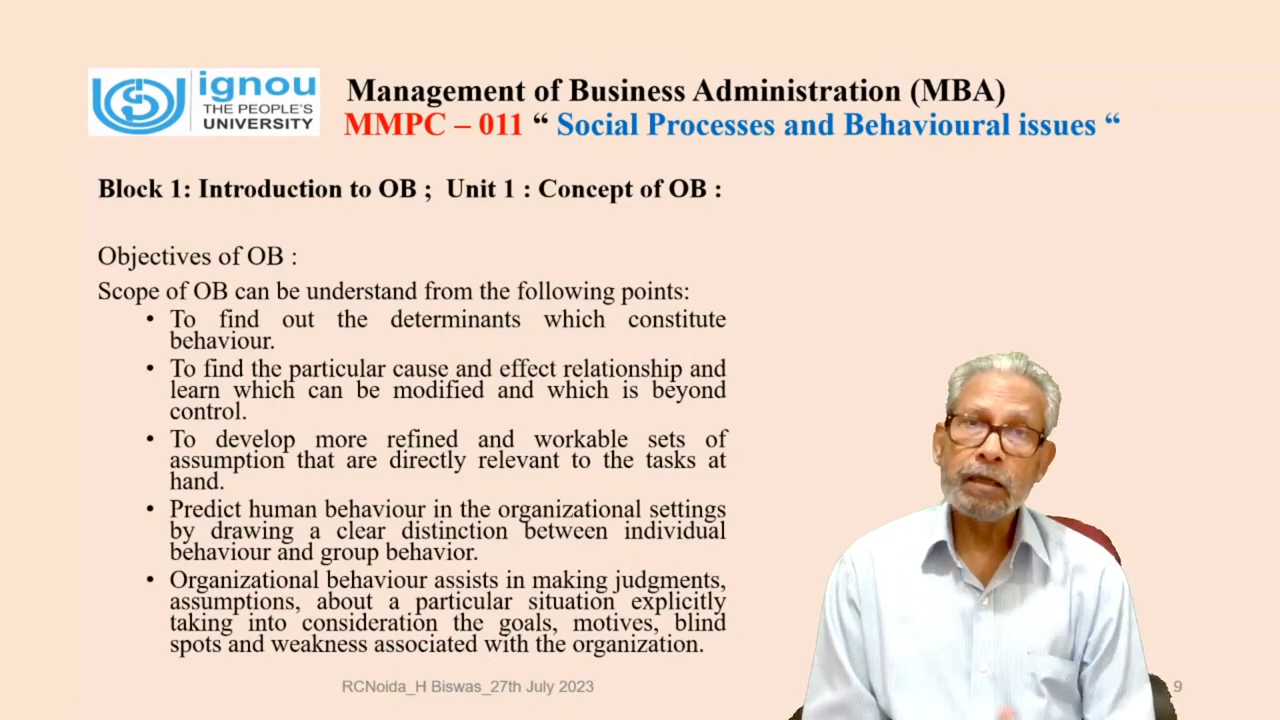 ignou
THE PEOPLE'S
UNIVERSITY
Management of Business Administration (MBA)
MMPC – 011 “ Social Processes and Behavioural issues “
Block 1: Introduction to OB ; Unit 1 : Concept of OB :
Objectives of OB :
Scope of OB can be understand from the following points:
• To find out the determinants which constitute
behaviour.
• To find the particular cause and effect relationship and
learn which can be modified and which is beyond
control.
• To develop more refined and workable sets of
assumption that are directly relevant to the tasks at
hand.
• Predict human behaviour in the organizational settings
by drawing a clear distinction between individual
behaviour and group behavior.
• Organizational behaviour assists in making judgments,
assumptions, about a particular situation explicitly
taking into consideration the goals, motives, blind
spots and weakness associated with the organization.
RCNoida_H Biswas_27th July 2023
9